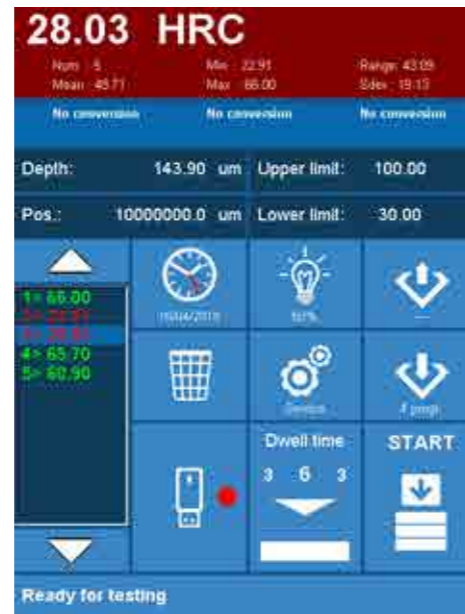 28.03 HRC
Num : 5 Min : 22.91 Range: 43.09
Mean : 48.71 Max : 66.00 Sdev : 19.13
No conversion No conversion No conversion
Depth: 143.90 um Upper limit: 100.00
Pos.: 10000000.0 um Lower limit: 30.00
1> 66.00
4> 65.70
5> 60.90
Device
Dwell time START
3 6 3
Ready for testing